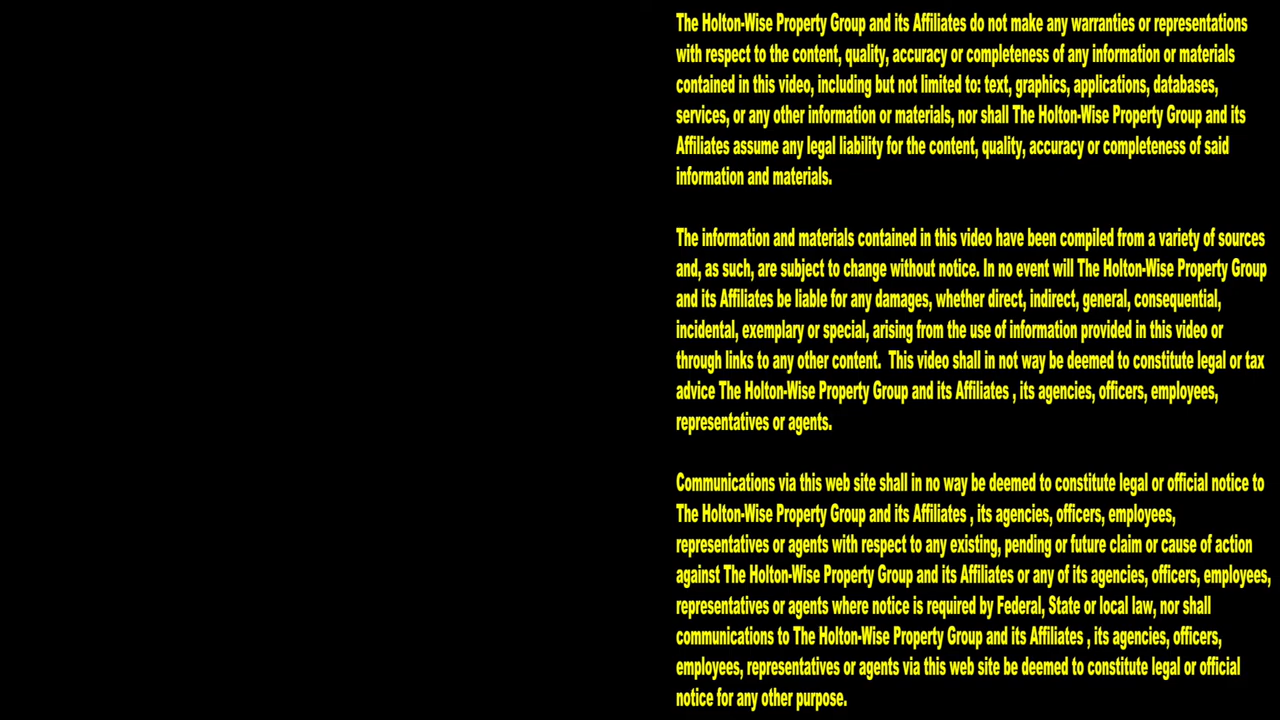 The Holton-Wise Property Group and its Affiliates do not make any warranties or representations
with respect to the content, quality, accuracy or completeness of any information or materials
contained in this video, including but not limited to: text, graphics, applications, databases,
services, or any other information or materials, nor shall The Holton-Wise Property Group and its
Affiliates assume any legal liability for the content, quality, accuracy or completeness of said
information and materials.
The information and materials contained in this video have been compiled from a variety of sources
and, as such, are subject to change without notice. In no event will The Holton-Wise Property Group
and its Affiliates be liable for any damages, whether direct, indirect, general, consequential,
incidental, exemplary or special, arising from the use of information provided in this video or
through links to any other content.  This video shall in not way be deemed to constitute legal or tax
advice The Holton-Wise Property Group and its Affiliates , its agencies, officers, employees,
representatives or agents.
Communications via this web site shall in no way be deemed to constitute legal or official notice to
The Holton-Wise Property Group and its Affiliates , its agencies, officers, employees,
representatives or agents with respect to any existing, pending or future claim or cause of action
against The Holton-Wise Property Group and its Affiliates or any of its agencies, officers, employees,
representatives or agents where notice is required by Federal, State or local law, nor shall
communications to The Holton-Wise Property Group and its Affiliates , its agencies, officers,
employees, representatives or agents via this web site be deemed to constitute legal or official
notice for any other purpose.